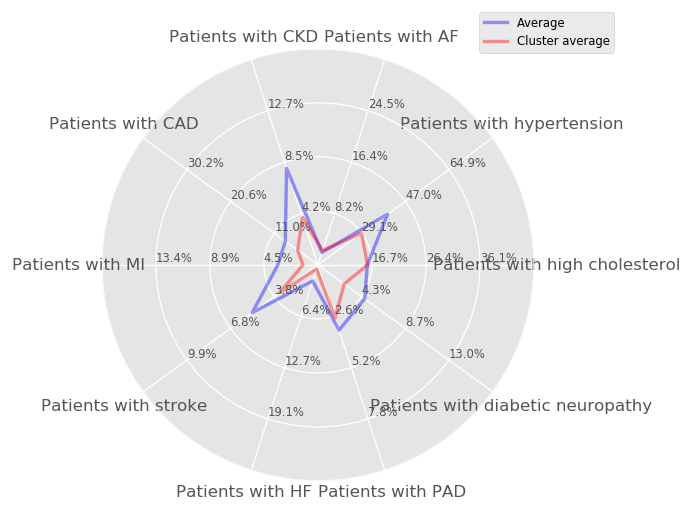 Average
Cluster average
Patients with CKD
Patients with AF
12.7%
24.5%
Patients with CAD
Patients with hypertension
8.5%
16.4%
30.2%
64.9%
20.6%
47.0%
4.2%
8.2%
11.0%
29.1%
Patients with MI
13.4%
8.9%
4.5%
16.7%
26.4%
36.1%
Patients with high cholesterol
3.8%
4.3%
6.4%
2.6%
6.8%
8.7%
9.9%
13.0%
12.7%
5.2%
Patients with stroke
Patients with diabetic neuropathy
19.1%
7.8%
Patients with HF
Patients with PAD